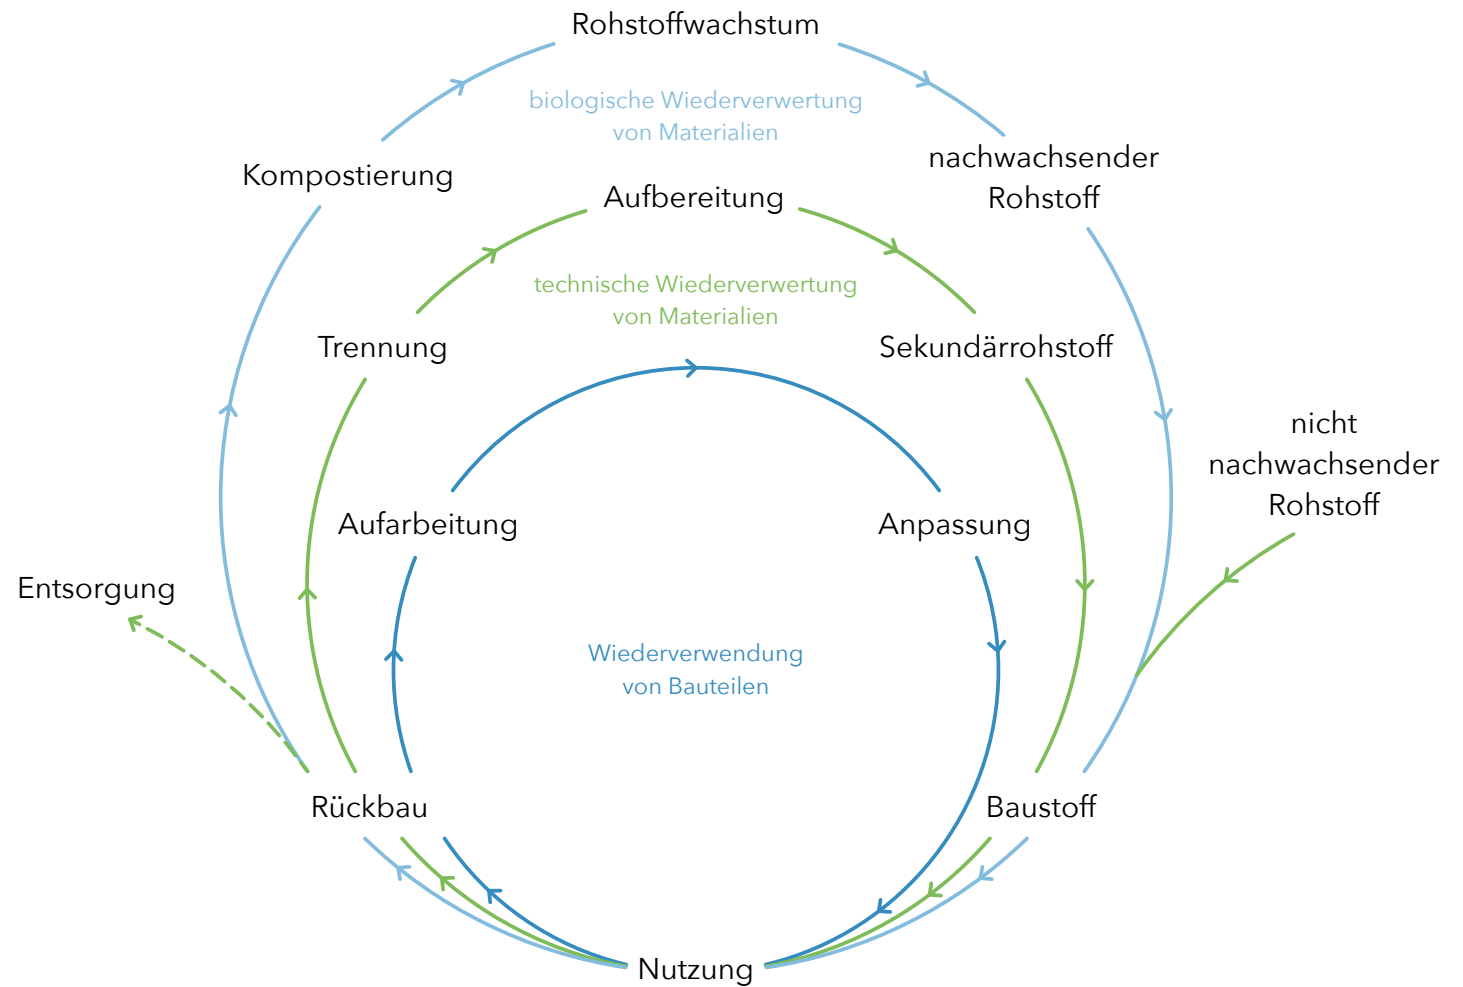 Rohstoffwachstum
biologische Wiederverwertung
von Materialien
nachwachsender
Rohstoff
Kompostierung
Aufbereitung
technische Wiederverwertung
von Materialien
Trennung
Sekundärrohstoff
nicht
nachwachsender
Rohstoff
Aufarbeitung
Anpassung
Entsorgung
Wiederverwendung
von Bauteilen
Rückbau
Baustoff
Nutzung